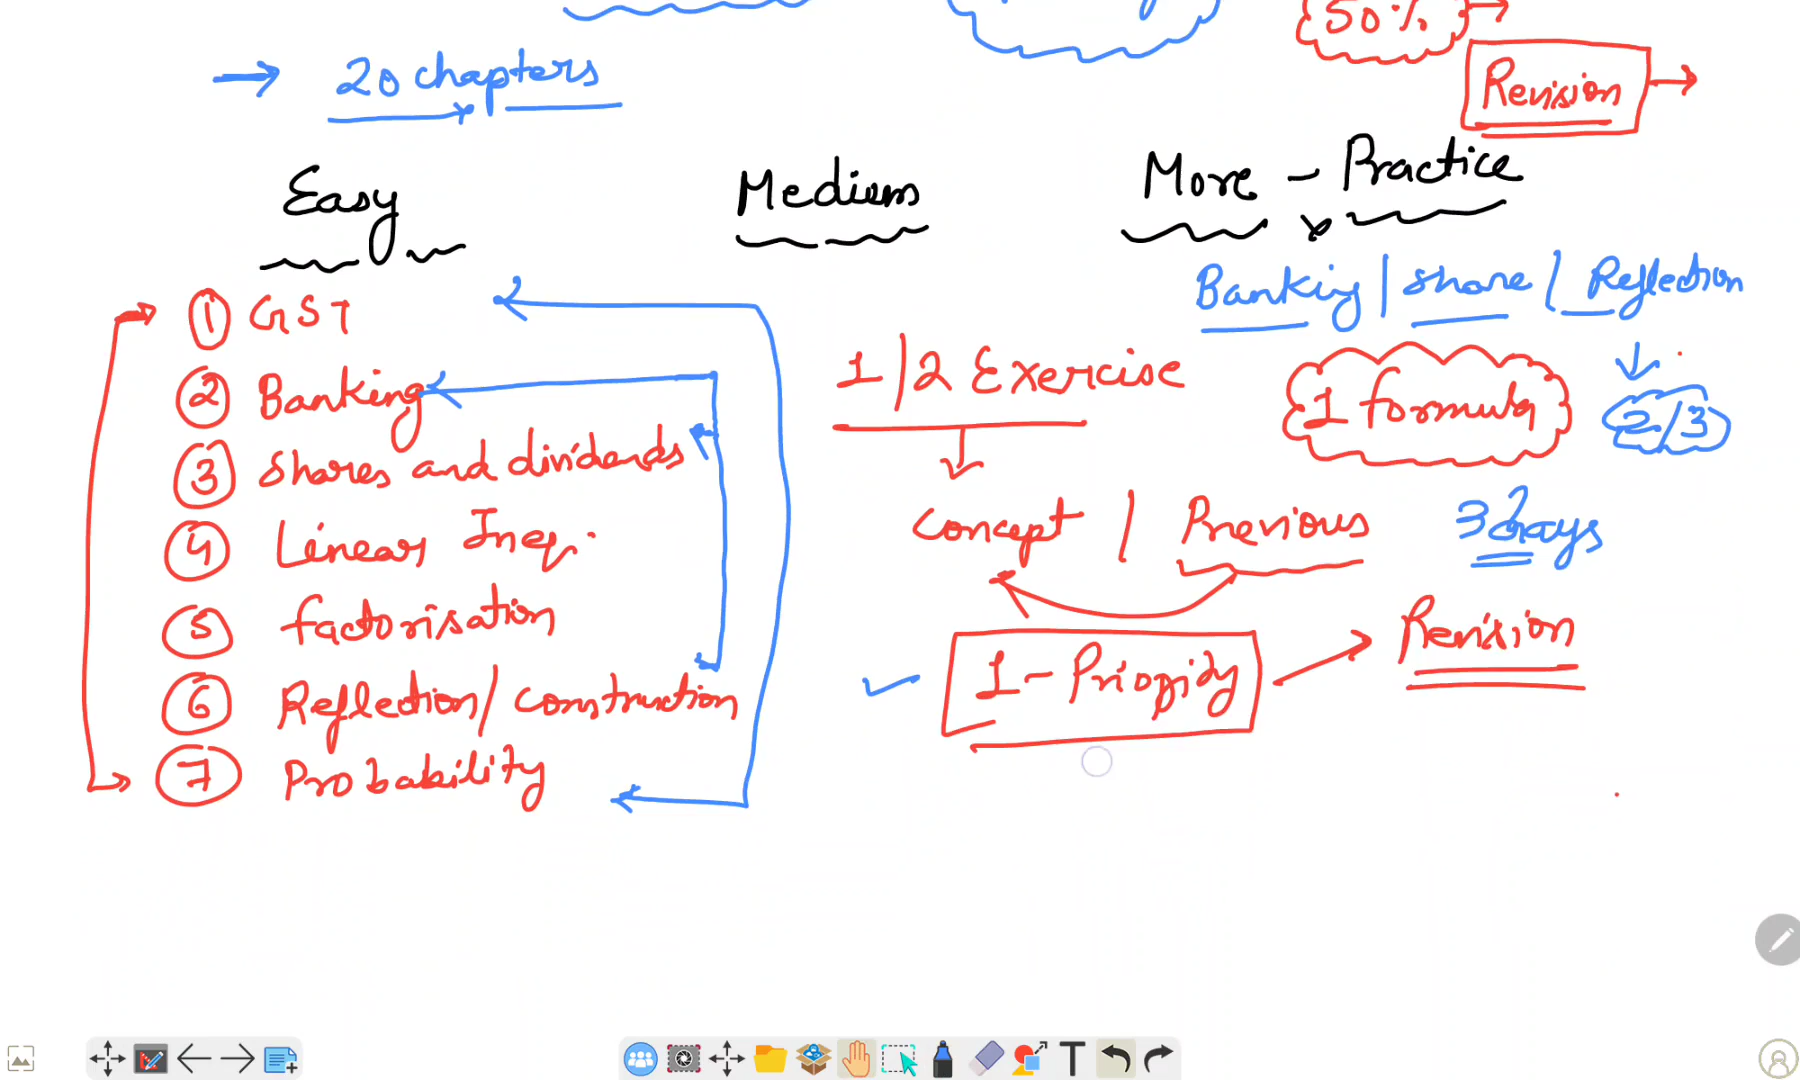 50%
→ 20 chapters
Revision →
Easy Medium More - Practice
Banking / share / Reflection
① GST
1/2 Exercise
② Banking
1 formula
2/3
③ Shares and dividends
Concept / Previous
3 days
④ Linear Ineq.
⑤ factorisation
1 - Priority
Revision
⑥ Reflection / construction
⑦ Probability
T